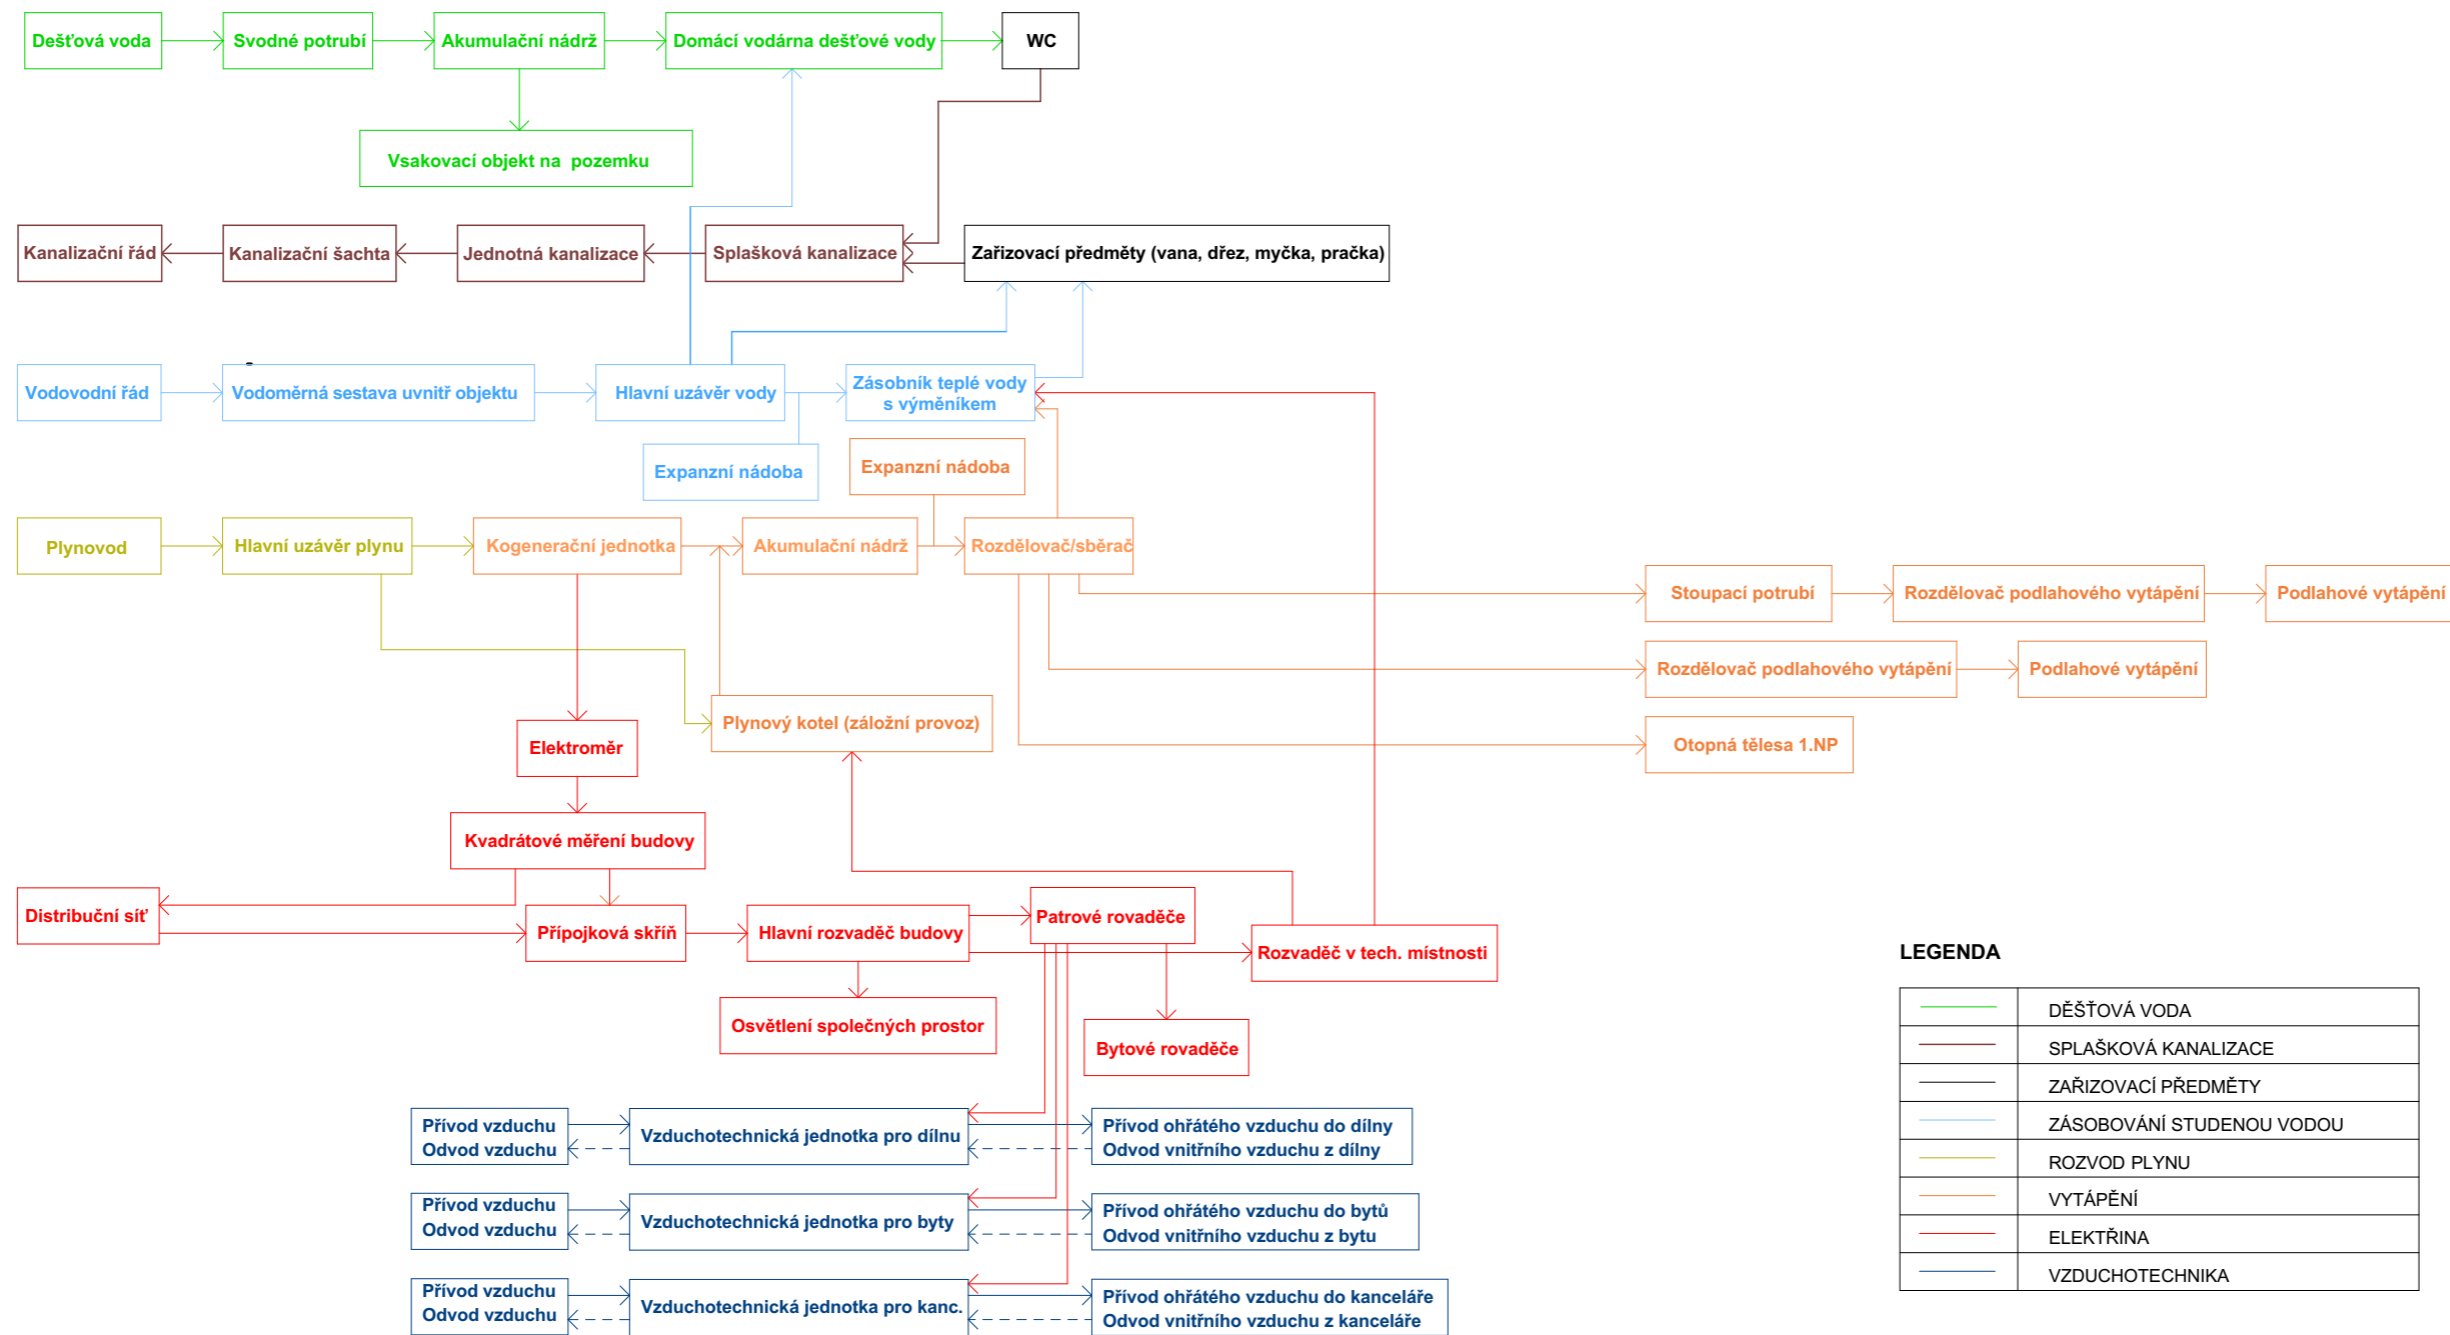 Dešťová voda
Svodné potrubí
Akumulační nádrž
Domácí vodárna dešťové vody
WC
Vsakovací objekt na pozemku
Kanalizační řád
Kanalizační šachta
Jednotná kanalizace
Splašková kanalizace
Zařizovací předměty (vana, dřez, myčka, pračka)
Vodovodní řád
Vodoměrná sestava uvnitř objektu
Hlavní uzávěr vody
Zásobník teplé vody
s výměníkem
Expanzní nádoba
Expanzní nádoba
Plynovod
Hlavní uzávěr plynu
Kogenerační jednotka
Akumulační nádrž
Rozdělovač/sběrač
Stoupací potrubí
Rozdělovač podlahového vytápění
Podlahové vytápění
Rozdělovač podlahového vytápění
Podlahové vytápění
Plynový kotel (záložní provoz)
Otopná tělesa 1.NP
Elektroměr
Kvadrátové měření budovy
Distribuční síť
Přípojková skříň
Hlavní rozvaděč budovy
Patrové rovaděče
Rozvaděč v tech. místnosti
Osvětlení společných prostor
Bytové rovaděče
Přívod vzduchu
Odvod vzduchu
Vzduchotechnická jednotka pro dílnu
Přívod ohřátého vzduchu do dílny
Odvod vnitřního vzduchu z dílny
Přívod vzduchu
Odvod vzduchu
Vzduchotechnická jednotka pro byty
Přívod ohřátého vzduchu do bytů
Odvod vnitřního vzduchu z bytu
Přívod vzduchu
Odvod vzduchu
Vzduchotechnická jednotka pro kanc.
Přívod ohřátého vzduchu do kanceláře
Odvod vnitřního vzduchu z kanceláře
LEGENDA
DĚŠŤOVÁ VODA
SPLAŠKOVÁ KANALIZACE
ZAŘIZOVACÍ PŘEDMĚTY
ZÁSOBOVÁNÍ STUDENOU VODOU
ROZVOD PLYNU
VYTÁPĚNÍ
ELEKTŘINA
VZDUCHOTECHNIKA